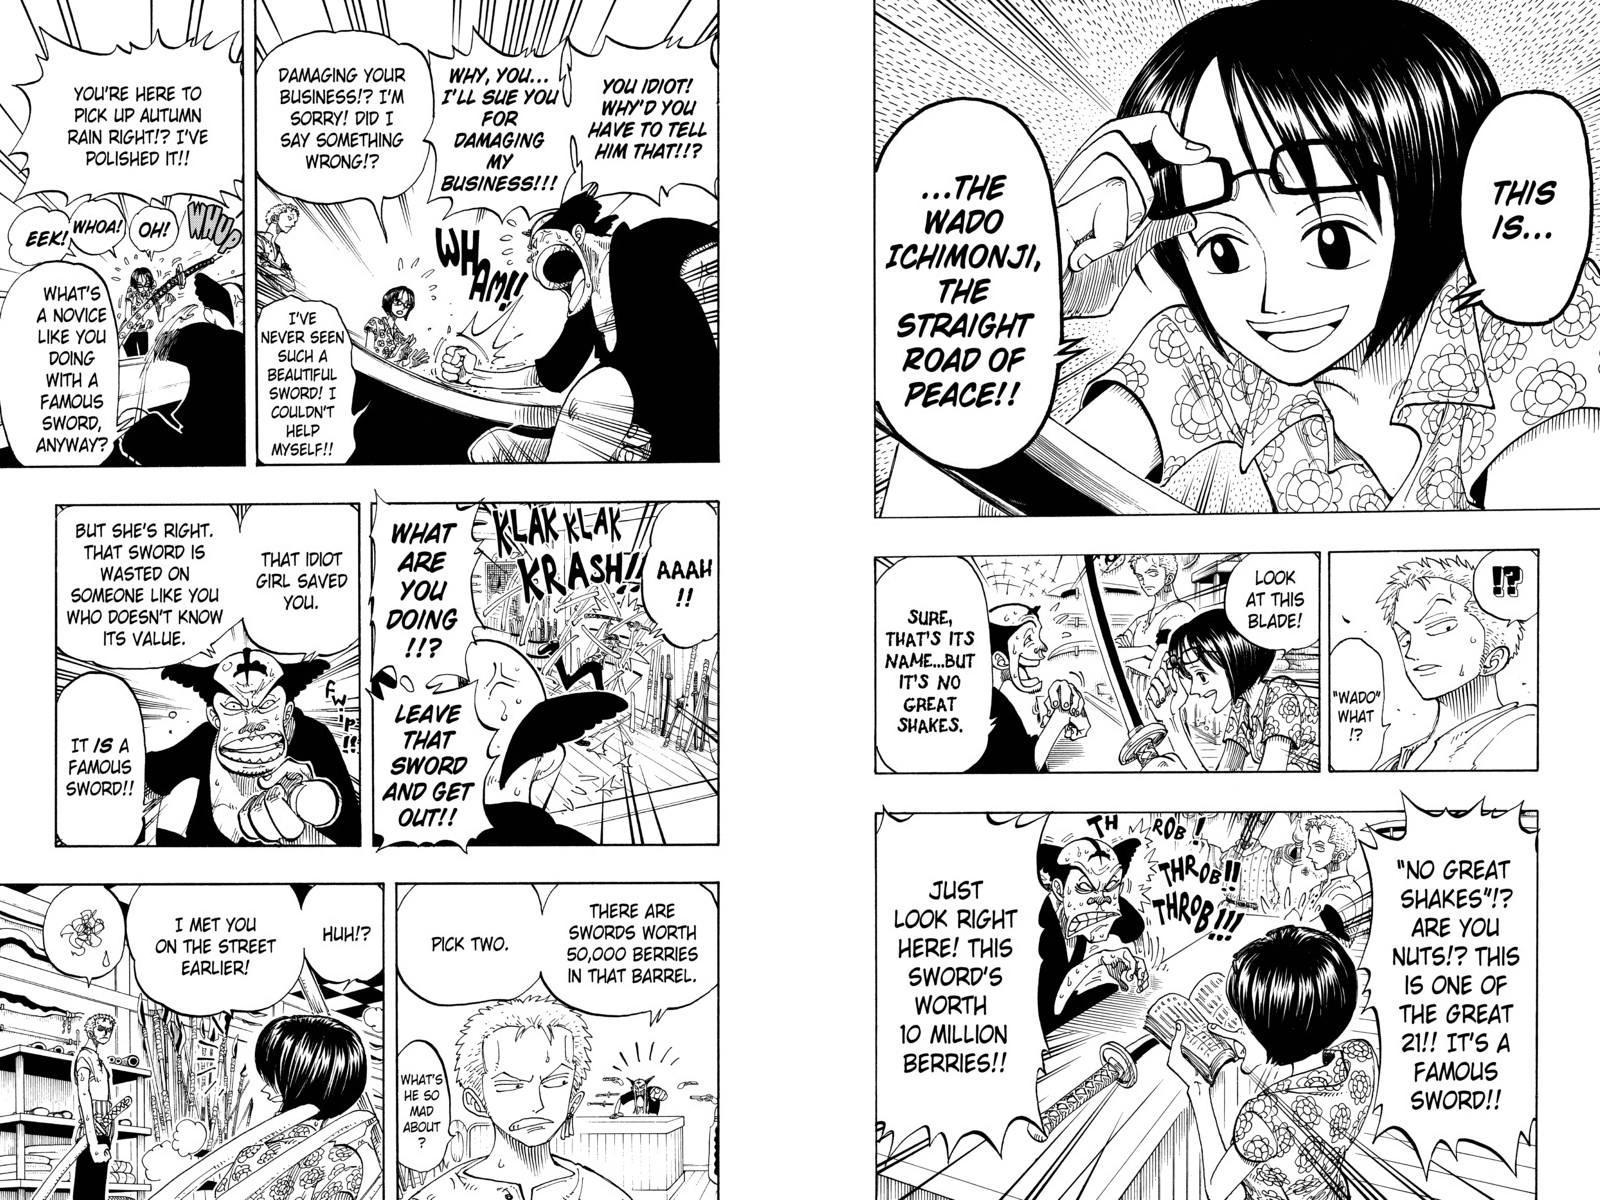 THIS
IS...
...THE
WADO
ICHIMONJI,
THE
STRAIGHT
ROAD OF
PEACE!!
!?
"WADO"
WHAT
!?
LOOK
AT THIS
BLADE!
SURE,
THAT'S ITS
NAME...BUT
IT'S NO
GREAT
SHAKES.
"NO GREAT
SHAKES"!?
ARE YOU
NUTS!? THIS
IS ONE OF
THE GREAT
21!! IT'S A
FAMOUS
SWORD!!
THROB!
THROB!!
THROB!!!
JUST
LOOK RIGHT
HERE! THIS
SWORD'S
WORTH
10 MILLION
BERRIES!!
YOU IDIOT!
WHY'D YOU
HAVE TO TELL
HIM THAT!!?
WHY, YOU...
I'LL SUE YOU
FOR
DAMAGING
MY
BUSINESS!!!
WHAM!!
DAMAGING YOUR
BUSINESS!? I'M
SORRY! DID I
SAY SOMETHING
WRONG!?
I'VE
NEVER SEEN
SUCH A
BEAUTIFUL
SWORD! I
COULDN'T
HELP
MYSELF!!
YOU'RE HERE TO
PICK UP AUTUMN
RAIN RIGHT!? I'VE
POLISHED IT!!
WHUP
OH!
WHOA!
EEK!
WHAT'S
A NOVICE
LIKE YOU
DOING
WITH A
FAMOUS
SWORD,
ANYWAY?
AAAH
!!
KLAK KLAK
KRASH!!
WHAT
ARE
YOU
DOING
!!?
LEAVE
THAT
SWORD
AND GET
OUT!!
THAT IDIOT
GIRL SAVED
YOU.
BUT SHE'S RIGHT.
THAT SWORD IS
WASTED ON
SOMEONE LIKE YOU
WHO DOESN'T KNOW
ITS VALUE.
FWIP!!
IT IS A
FAMOUS
SWORD!!
THERE ARE
SWORDS WORTH
50,000 BERRIES
IN THAT BARREL.
PICK TWO.
WHAT'S
HE SO
MAD
ABOUT
?
HUH!?
I MET YOU
ON THE STREET
EARLIER!